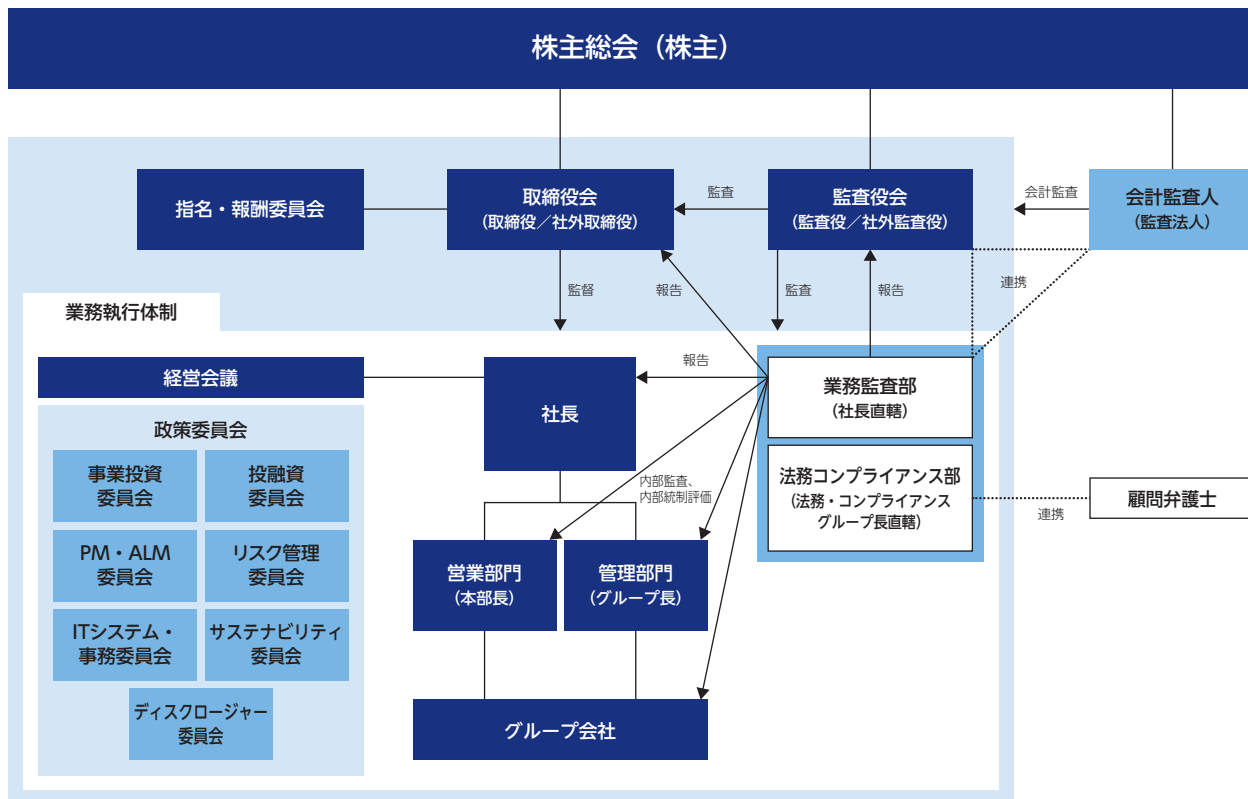 株主総会（株主）
指名・報酬委員会
取締役会
（取締役／社外取締役）
監査
監査役会
（監査役／社外監査役）
会計監査
会計監査人
（監査法人）
監督
報告
監査
報告
連携
業務執行体制
経営会議
報告
社長
業務監査部
（社長直轄）
政策委員会
事業投資
委員会
投融資
委員会
PM・ALM
委員会
リスク管理
委員会
ITシステム・
事務委員会
サステナビリティ
委員会
ディスクロージャー
委員会
内部監査、
内部統制評価
法務コンプライアンス部
（法務・コンプライアンス
グループ長直轄）
連携
顧問弁護士
営業部門
（本部長）
管理部門
（グループ長）
グループ会社